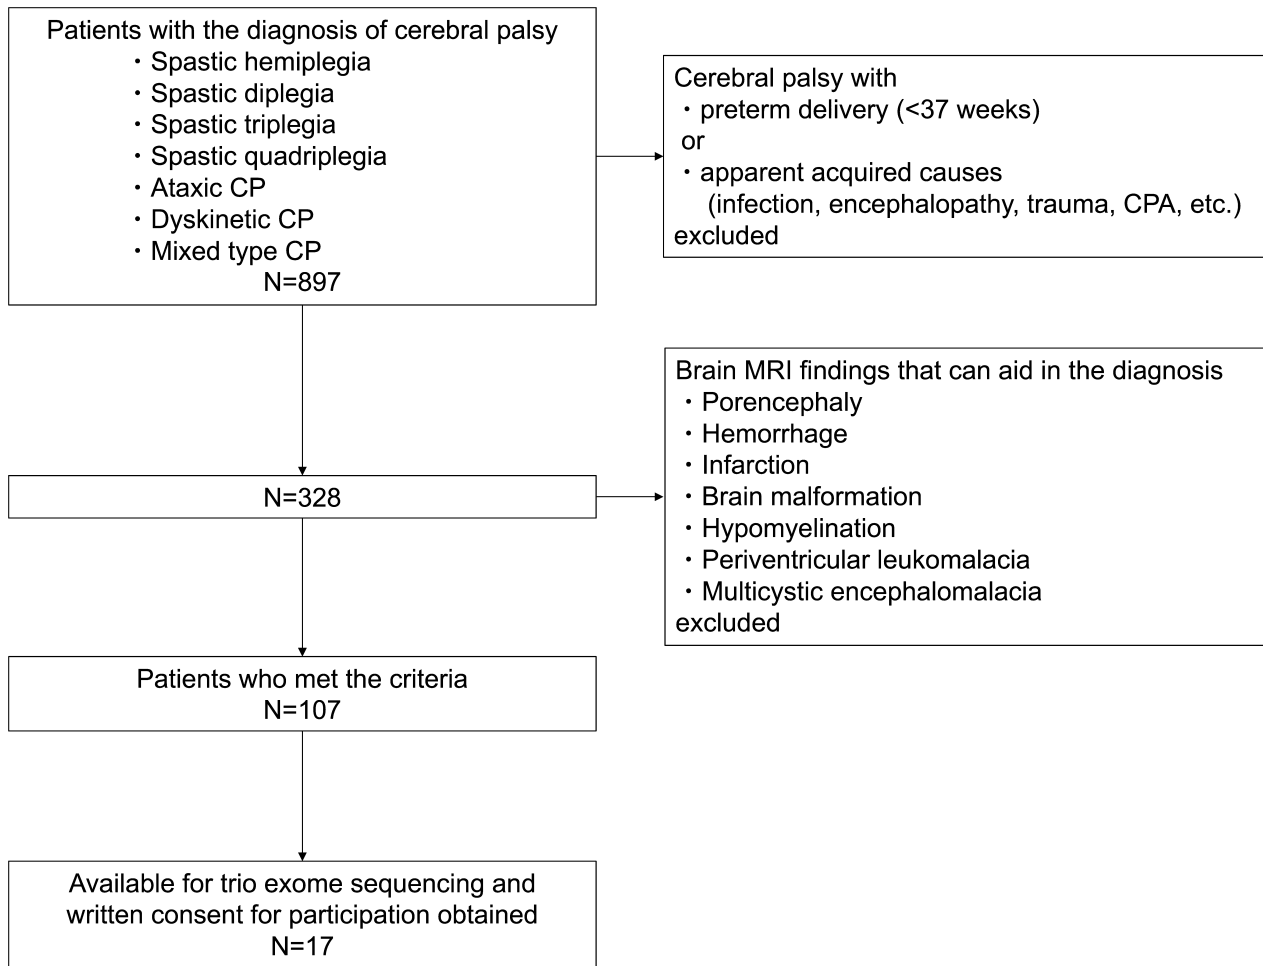 Patients with the diagnosis of cerebral palsy
・Spastic hemiplegia
・Spastic diplegia
・Spastic triplegia
・Spastic quadriplegia
・Ataxic CP
・Dyskinetic CP
・Mixed type CP
N=897
Cerebral palsy with
・preterm delivery (<37 weeks)
or
・apparent acquired causes
(infection, encephalopathy, trauma, CPA, etc.)
excluded
N=328
Brain MRI findings that can aid in the diagnosis
・Porencephaly
・Hemorrhage
・Infarction
・Brain malformation
・Hypomyelination
・Periventricular leukomalacia
・Multicystic encephalomalacia
excluded
Patients who met the criteria
N=107
Available for trio exome sequencing and
written consent for participation obtained
N=17